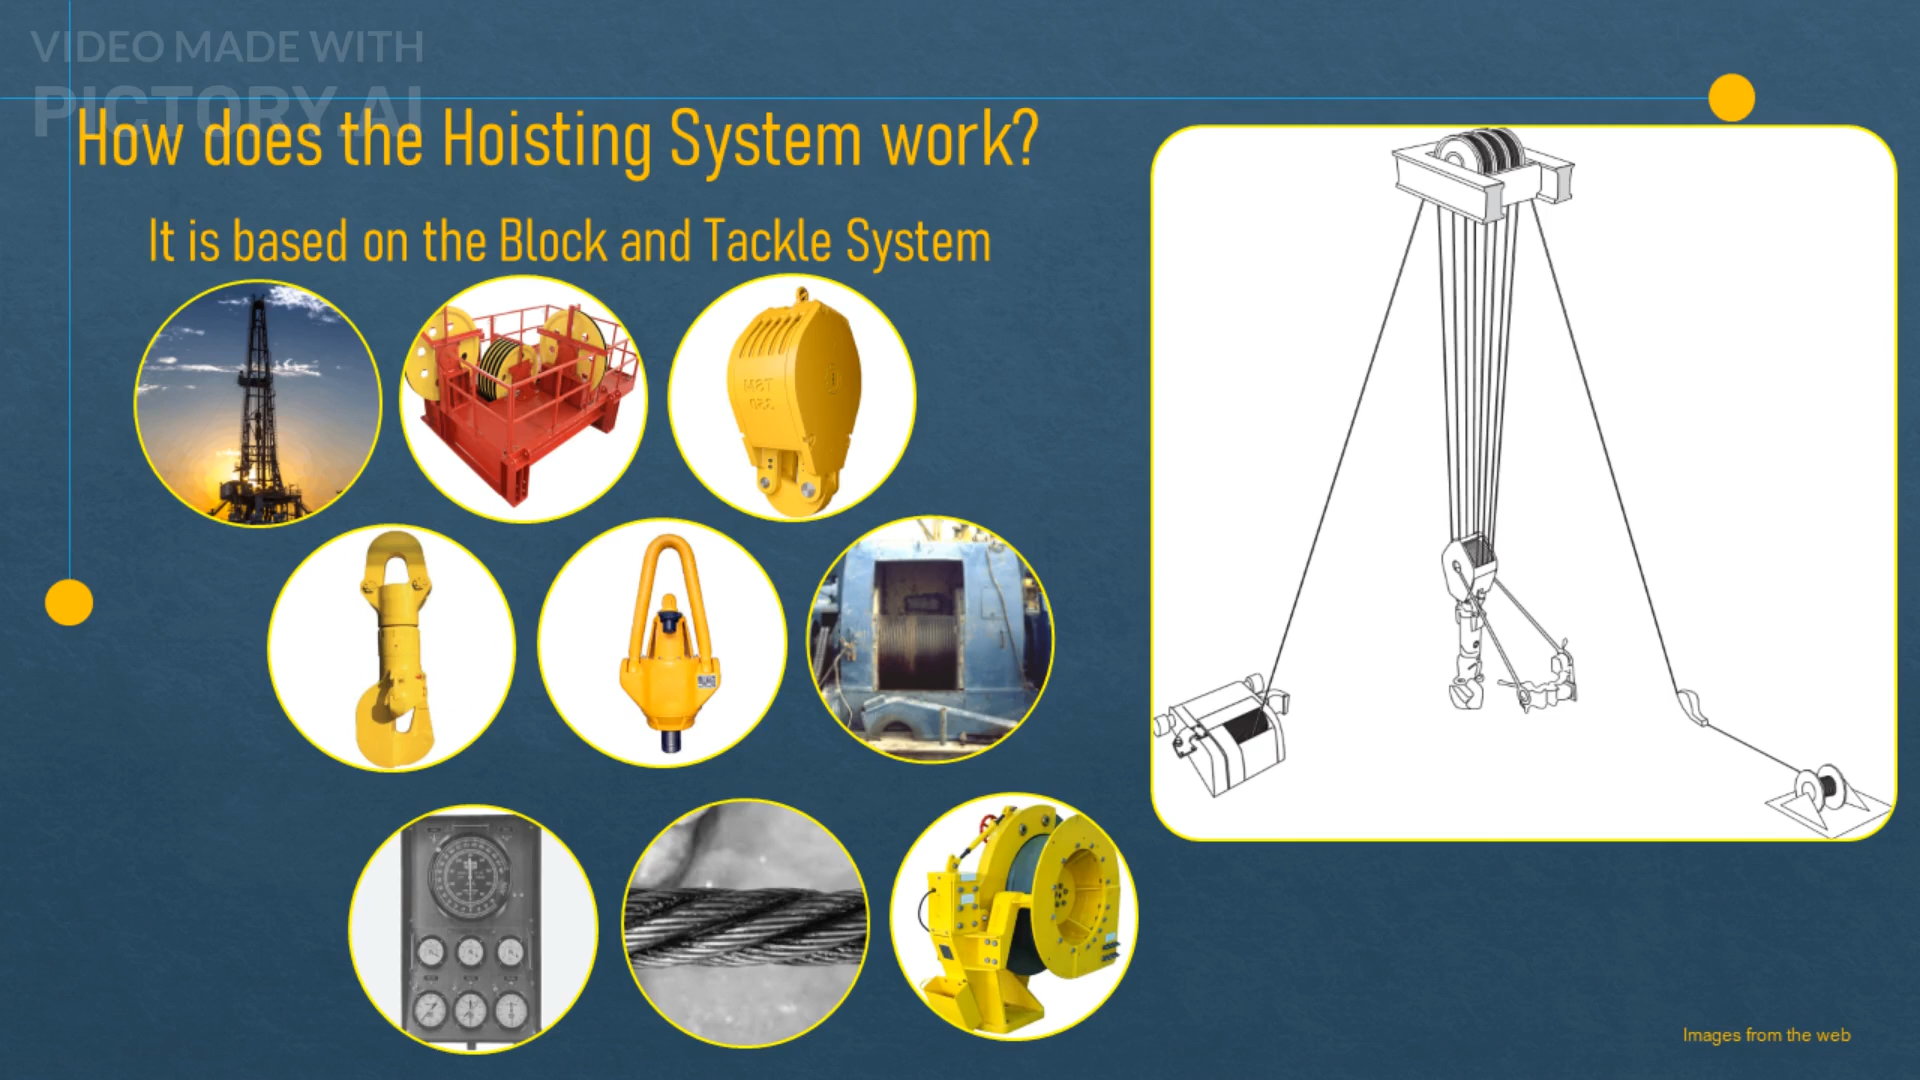 VIDEO MADE WITH
PICTORY.AI
How does the Hoisting System work?
It is based on the Block and Tackle System
Images from the web